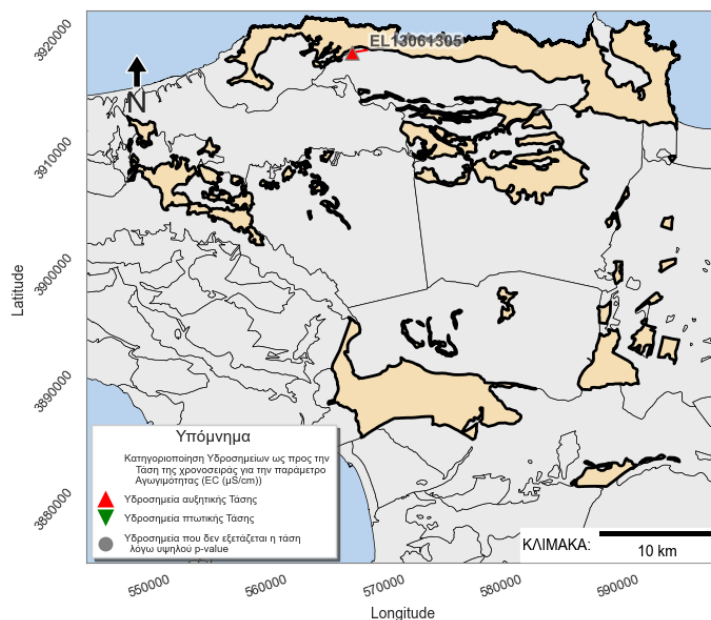 3920000
EL13061305
N
3910000
3900000
Latitude
3890000
3880000
Υπόμνημα
Κατηγοριοποίηση Υδροσημείων ως προς την
Τάση της χρονοσειράς για την παράμετρο
Αγωγιμότητας (EC (μS/cm))
Υδροσημεία αυξητικής Τάσης
Υδροσημεία πτωτικής Τάσης
Υδροσημεία που δεν εξετάζεται η τάση
λόγω υψηλού p-value
ΚΛΙΜΑΚΑ:
10 km
550000
560000
570000
580000
590000
Longitude